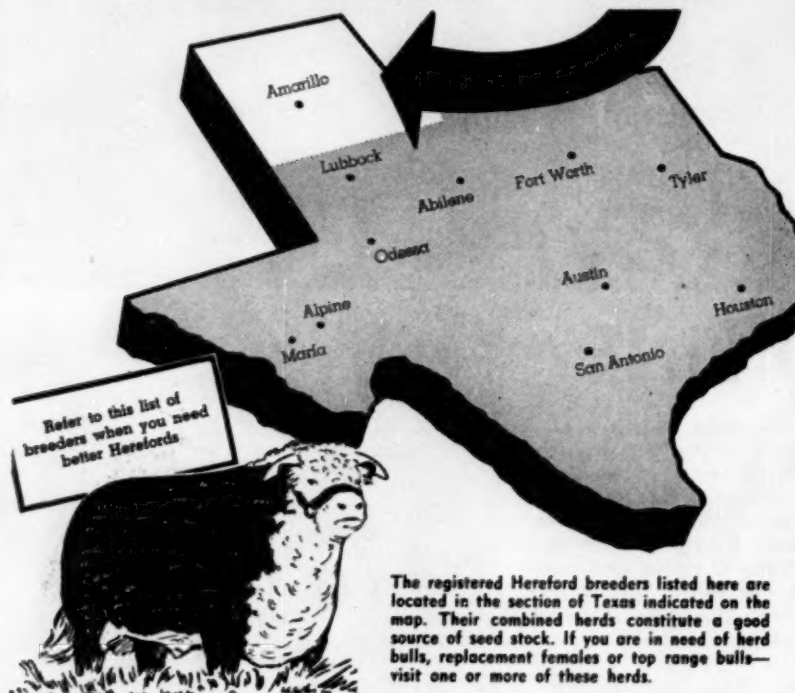 Amarillo
Lubbock
Abilene
Fort Worth
Tyler
Odessa
Austin
Houston
Alpine
Maria
San Antonio
Refer to this list of
breeders when you need
better Herefords
The registered Hereford breeders listed here are
located in the section of Texas indicated on the
map. Their combined herds constitute a good
source of seed stock. If you are in need of herd
bulls, replacement females or top range bulls—
visit one or more of these herds.